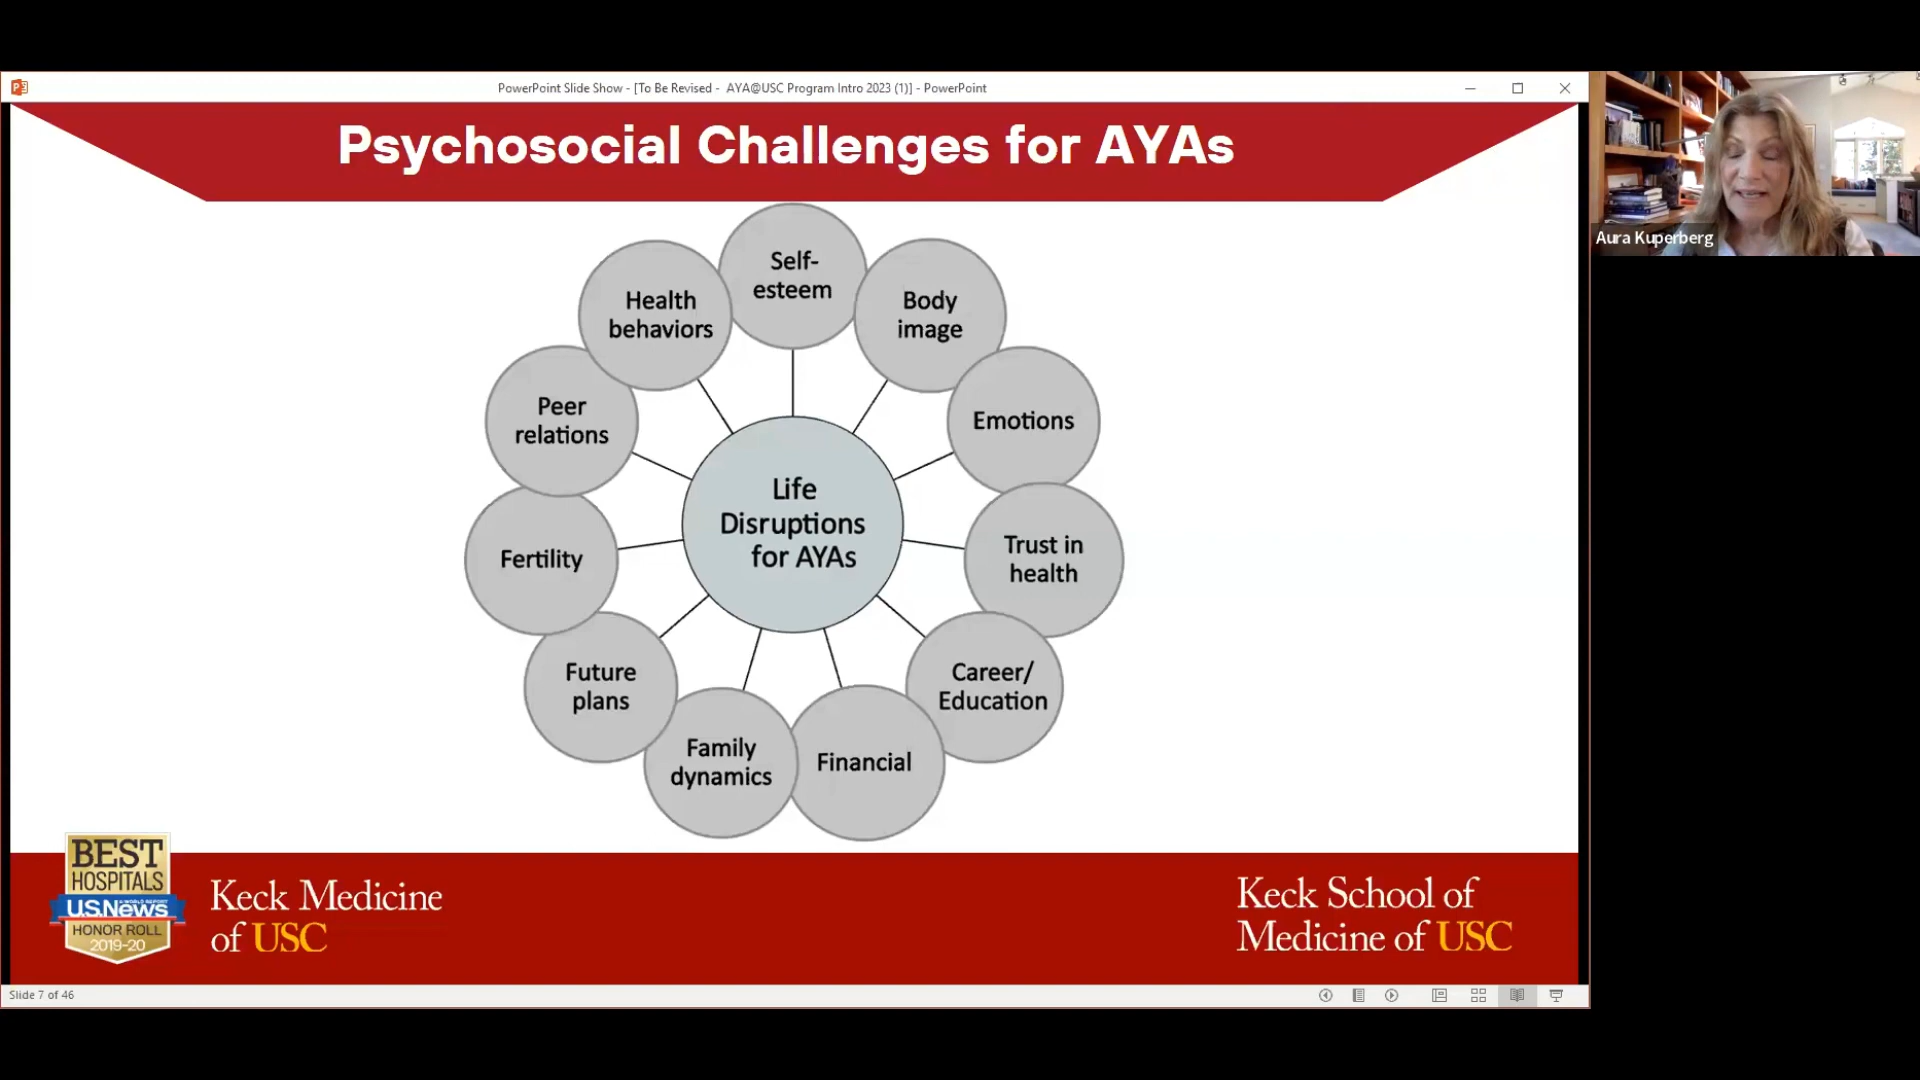 PowerPoint Slide Show - [To Be Revised - AYA@USC Program Intro 2023 (1)] - PowerPoint
Psychosocial Challenges for AYAs
Self-
esteem
Body
image
Emotions
Trust in
health
Career/
Education
Financial
Family
dynamics
Future
plans
Fertility
Peer
relations
Health
behaviors
Life
Disruptions
for AYAs
BEST
HOSPITALS
U.S.News
& WORLD REPORT
HONOR ROLL
2019-20
Keck Medicine
of USC
Keck School of
Medicine of USC
Slide 7 of 46
Aura Kuperberg